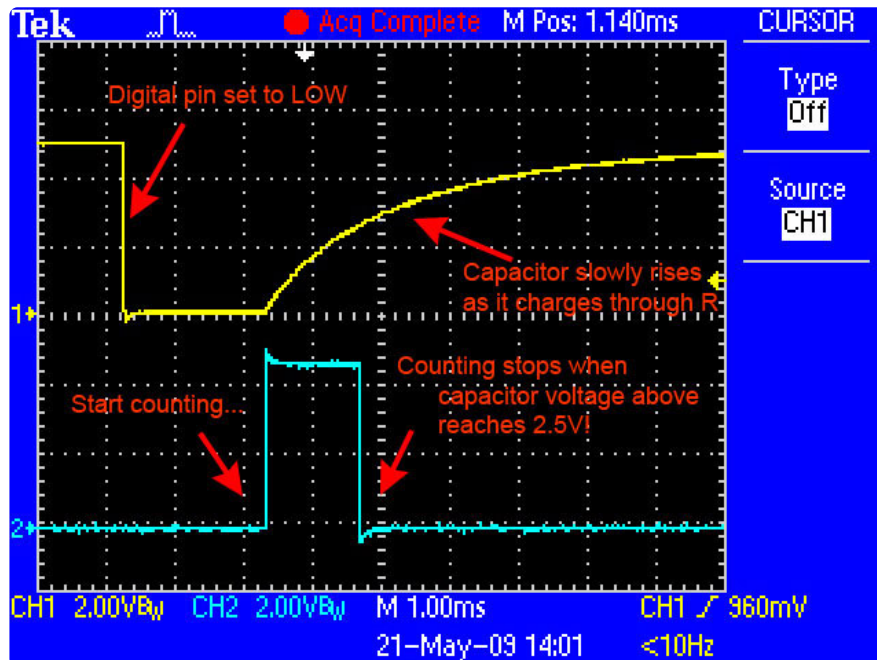 Tek Acq Complete M Pos: 1.140ms CURSOR
Digital pin set to LOW
Type
Off
Source
CH1
Capacitor slowly rises
as it charges through R
1
Counting stops when
capacitor voltage above
reaches 2.5V!
Start counting...
2
CH1 2.00VBW CH2 2.00VBW M 1.00ms CH1 / 960mV
21-May-09 14:01 <10Hz